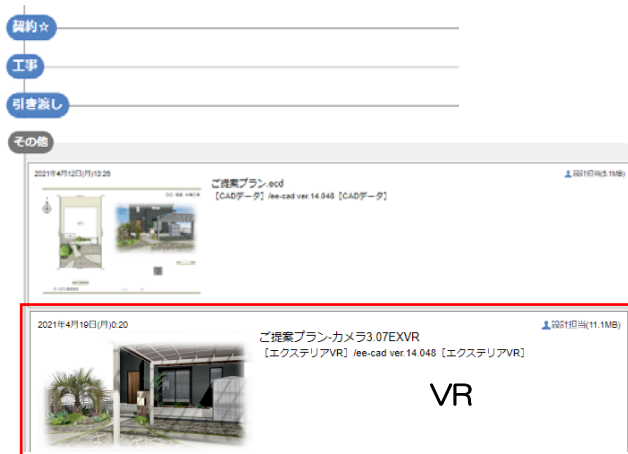 契約☆
工事
引き渡し
その他
2021年4月12日(月)13:26
ご提案プラン.ecd
設計担当(5.1MB)
［CADデータ］/ee-cad ver.14.048［CADデータ］
2021年4月19日(月)0:20
ご提案プラン-カメラ3.07EXVR
設計担当(11.1MB)
［エクステリアVR］/ee-cad ver.14.048［エクステリアVR］
VR